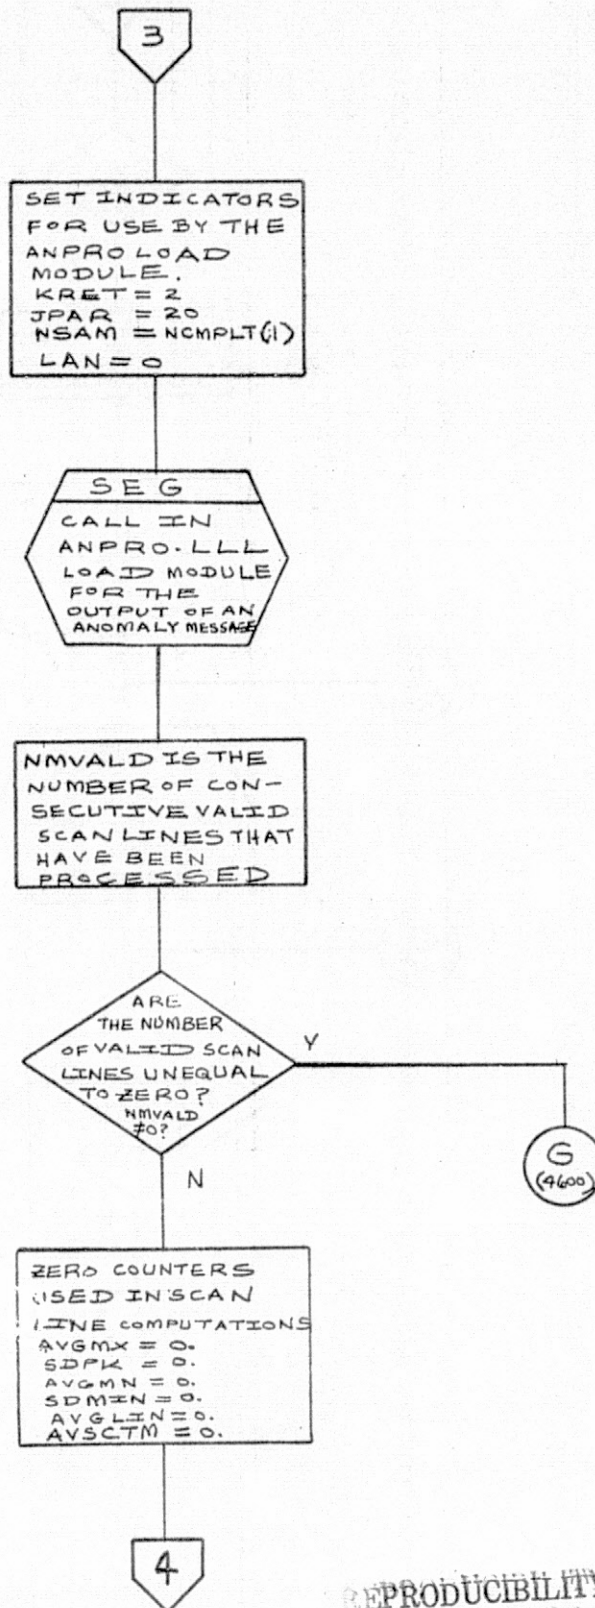 3
SET INDICATORS
FOR USE BY THE
ANPRO LOAD
MODULE.
KRET = 2
JPAR = 20
NSAM = NCMPLT(1)
LAN = 0
SEG
CALL IN
ANPRO.LLL
LOAD MODULE
FOR THE
OUTPUT OF AN
ANOMALY MESSAGE
NMVALD IS THE
NUMBER OF CON-
SECUTIVE VALID
SCAN LINES THAT
HAVE BEEN
PROCESSED
ARE
THE NUMBER
OF VALID SCAN
LINES UNEQUAL
TO ZERO?
NMVALD
≠0?
Y
G
(4600)
N
ZERO COUNTERS
USED IN SCAN
LINE COMPUTATIONS
AVGMX = 0.
SDPK = 0.
AVGMN = 0.
SDMIN = 0.
AVGLIN = 0.
AVSCTM = 0.
4
REPRODUCIBILITY